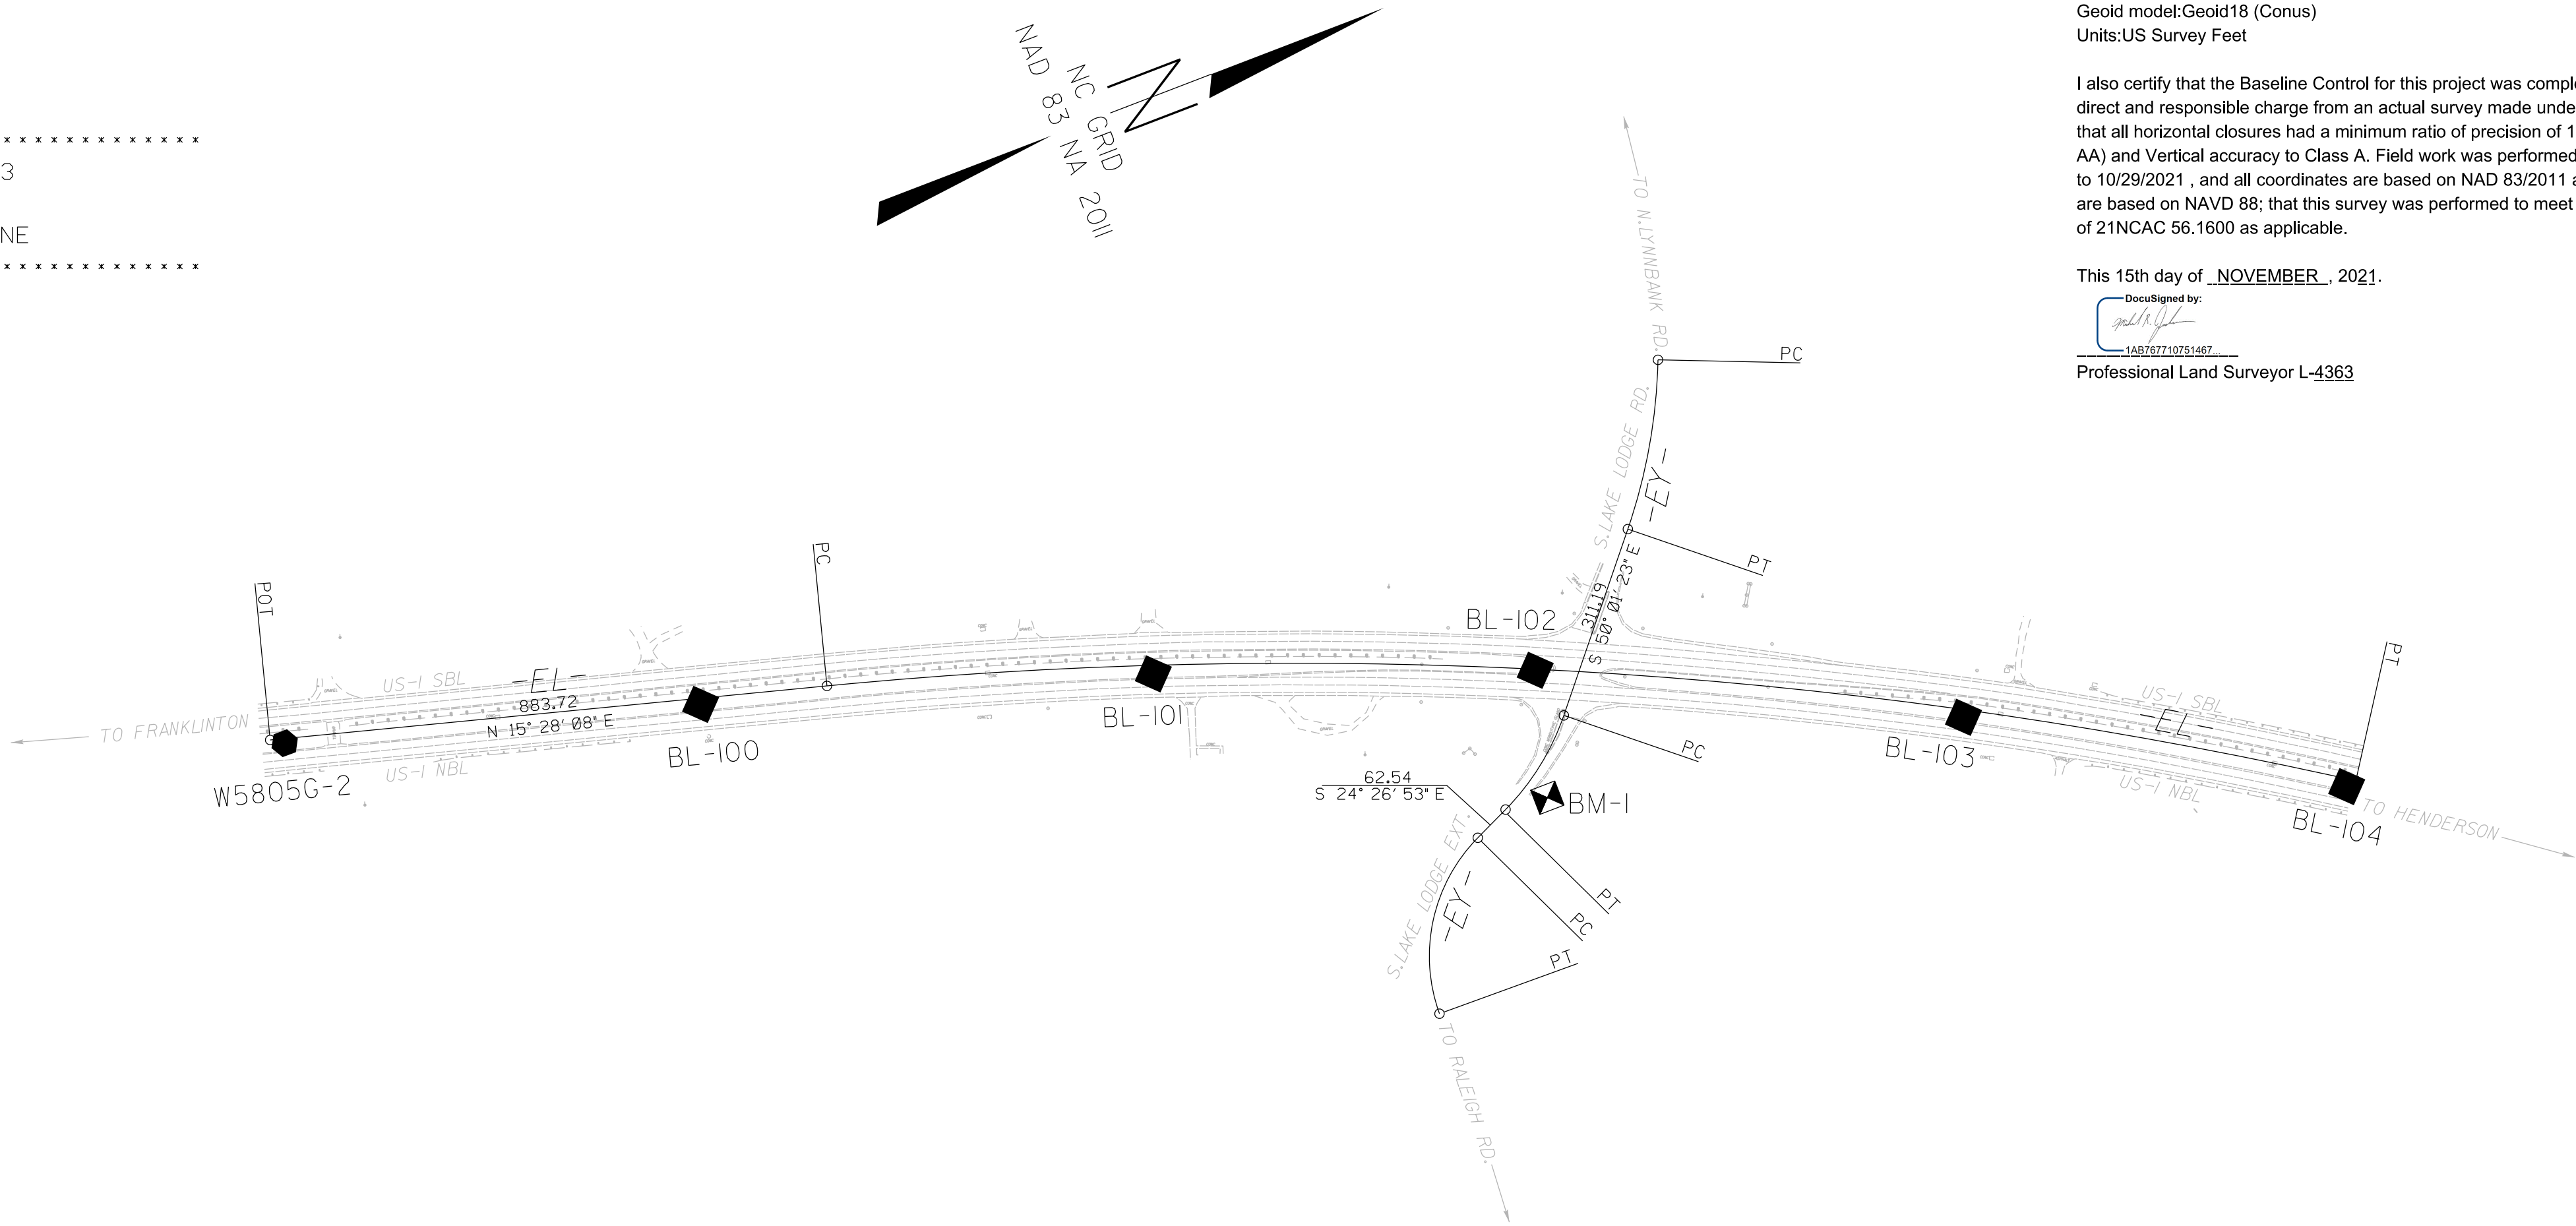 Geoid model:Geoid18 (Conus)
Units:US Survey Feet
I also certify that the Baseline Control for this project was compl
direct and responsible charge from an actual survey made unde
that all horizontal closures had a minimum ratio of precision of 1
AA) and Vertical accuracy to Class A. Field work was performed
to 10/29/2021 , and all coordinates are based on NAD 83/2011 a
are based on NAVD 88; that this survey was performed to meet
of 21NCAC 56.1600 as applicable.
This 15th day of NOVEMBER , 2021.
DocuSigned by:
1AB767710751467...
Professional Land Surveyor L-4363
* * * * * * * * * * * * *
3
NE
* * * * * * * * * * * * *
NC GRID
NAD 83 NA 2011
N
TO N.LYNNBANK RD.
PC
S.LAKE LODGE RD.
-EY-
PT
311.19
S 50° 01' 23" E
POT
PC
BL-102
PT
US-1 SBL
-EL-
883.72
N 15° 28' 08" E
TO FRANKLINTON
US-1 NBL
W5805G-2
BL-100
BL-101
PC
BL-103
US-1 SBL
-EL-
US-1 NBL
BL-104
TO HENDERSON
62.54
S 24° 26' 53" E
BM-1
S.LAKE LODGE EXT.
-EY-
PT
PC
PT
TO RALEIGH RD.